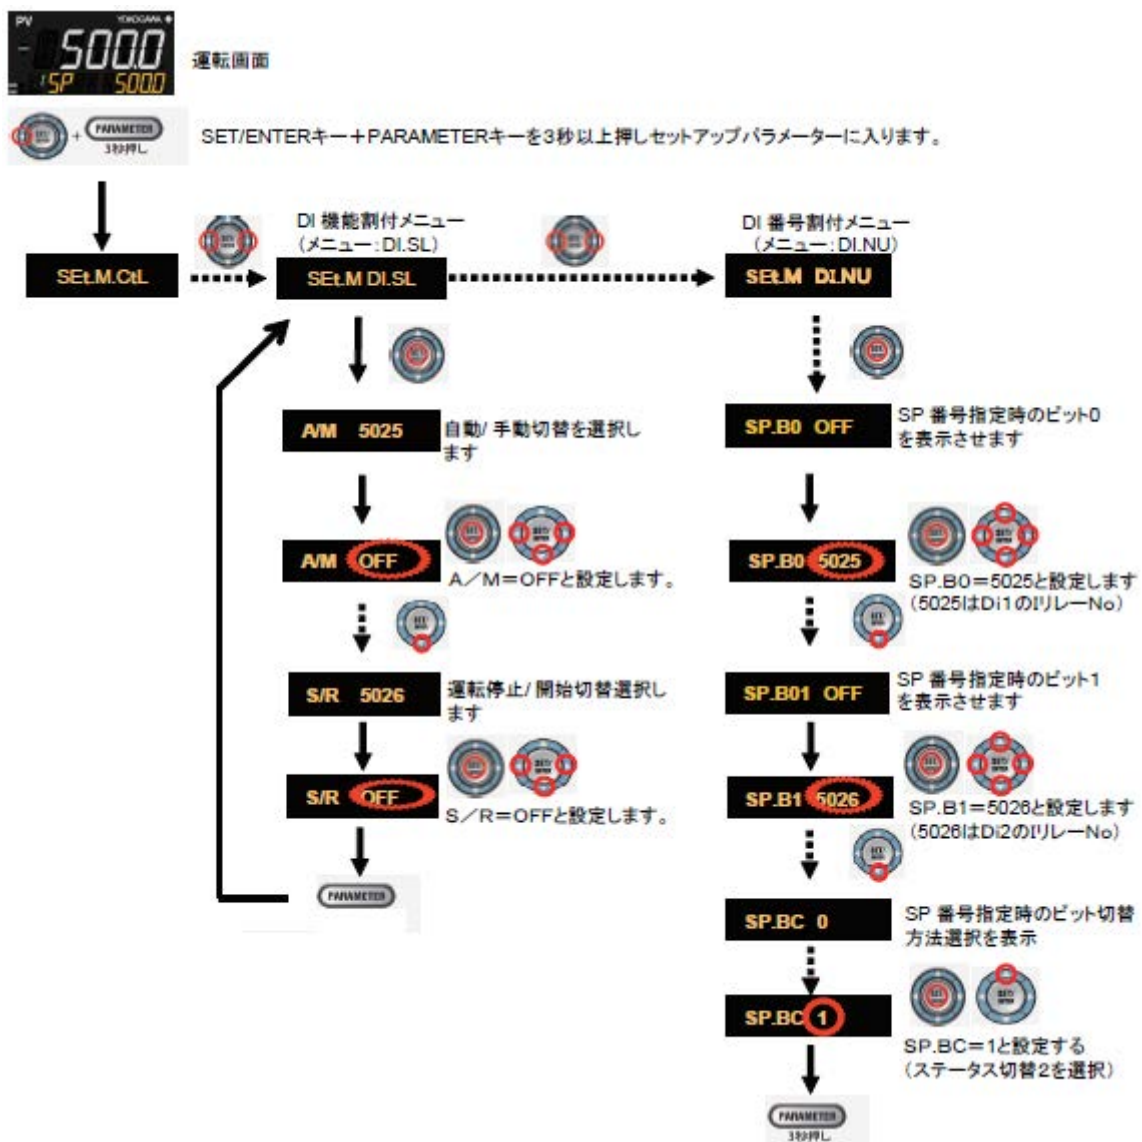 PV
YOKOGAWA
500.0
SP 500.0
運転画面
PARAMETER
3秒押し
SET/ENTERキー+PARAMETERキーを3秒以上押しセットアップパラメーターに入ります。
SEt.M.CtL
DI 機能割付メニュー
(メニュー:DI.SL)
SEt.M DI.SL
DI 番号割付メニュー
(メニュー:DI.NU)
SEt.M DI.NU
A/M 5025
自動/ 手動切替を選択し
ます
A/M OFF
SET/
ENTER
A/M=OFFと設定します。
S/R 5026
運転停止/ 開始切替選択し
ます
S/R OFF
SET/
ENTER
S/R=OFFと設定します。
PARAMETER
SP.B0 OFF
SP 番号指定時のビット0
を表示させます
SP.B0 5025
SET/
ENTER
SP.B0=5025と設定します
(5025はDi1のIリレーNo)
SP.B01 OFF
SP 番号指定時のビット1
を表示させます
SP.B1 5026
SET/
ENTER
SP.B1=5026と設定します
(5026はDi2のIリレーNo)
SP.BC 0
SP 番号指定時のビット切替
方法選択を表示
SP.BC 1
SET/
ENTER
SP.BC=1と設定する
(ステータス切替2を選択)
PARAMETER
3秒押し